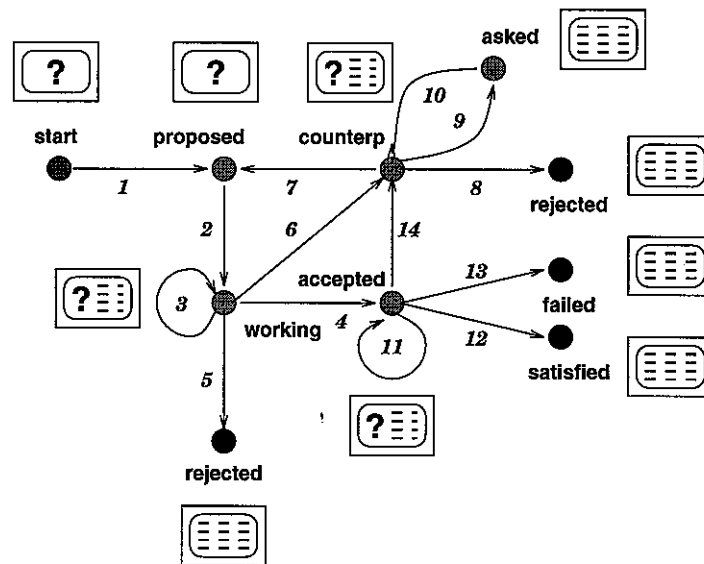 asked
? ? ?
10
9
start proposed counterp
1 7 8
rejected
2 6 14
accepted 13
? 3 failed
working 4
11 12
5 satisfied
?
rejected